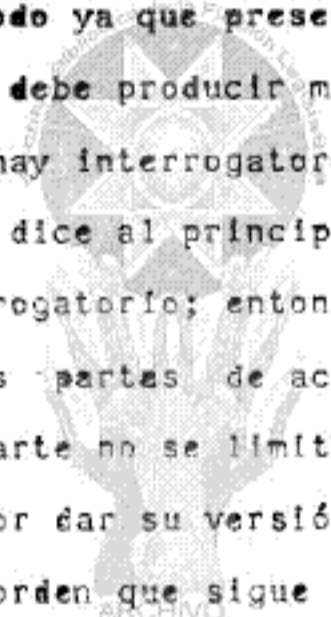 odo ya que prese
debe producir m
hay interrogator
dice al princip
rogatorio; enton
s partes de ac
arte no se limit
or dar su versió
orden que sigue
ARCHIVO